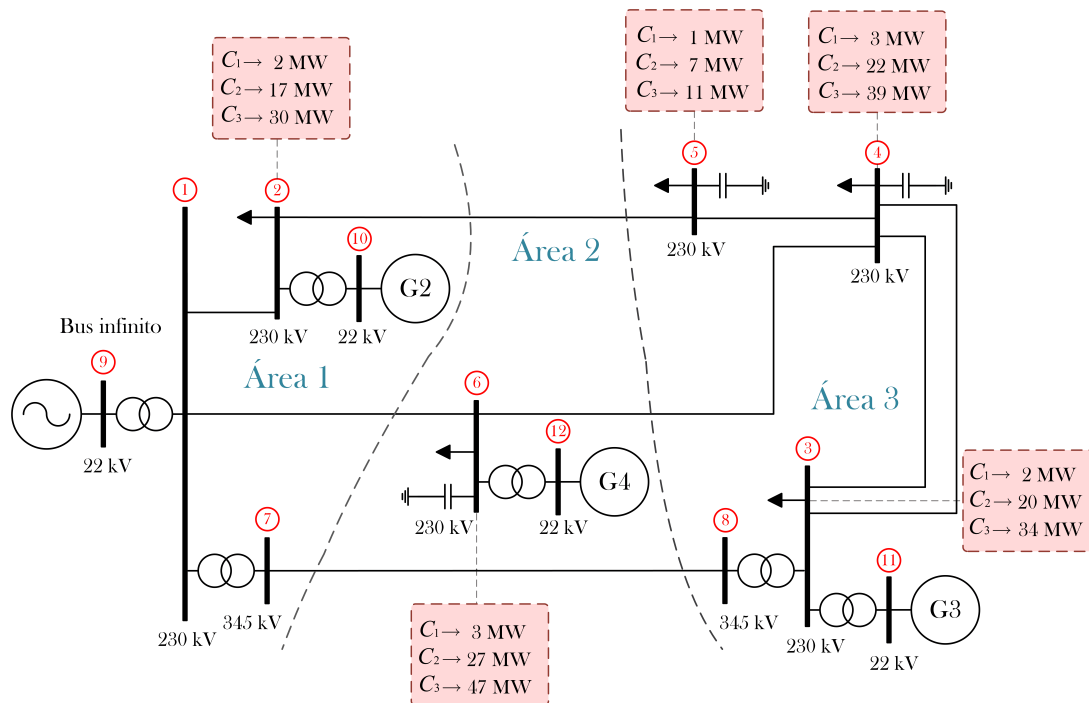 C1→ 2 MW
C2→ 17 MW
C3→ 30 MW
C1→ 1 MW
C2→ 7 MW
C3→ 11 MW
C1→ 3 MW
C2→ 22 MW
C3→ 39 MW
5
4
1
2
10
230 kV
Área 2
230 kV
G2
Bus infinito
230 kV
22 kV
9
Área 1
6
Área 3
12
3
22 kV
G4
C1→ 2 MW
C2→ 20 MW
C3→ 34 MW
7
230 kV
22 kV
8
11
G3
345 kV
345 kV
230 kV
230 kV
22 kV
C1→ 3 MW
C2→ 27 MW
C3→ 47 MW